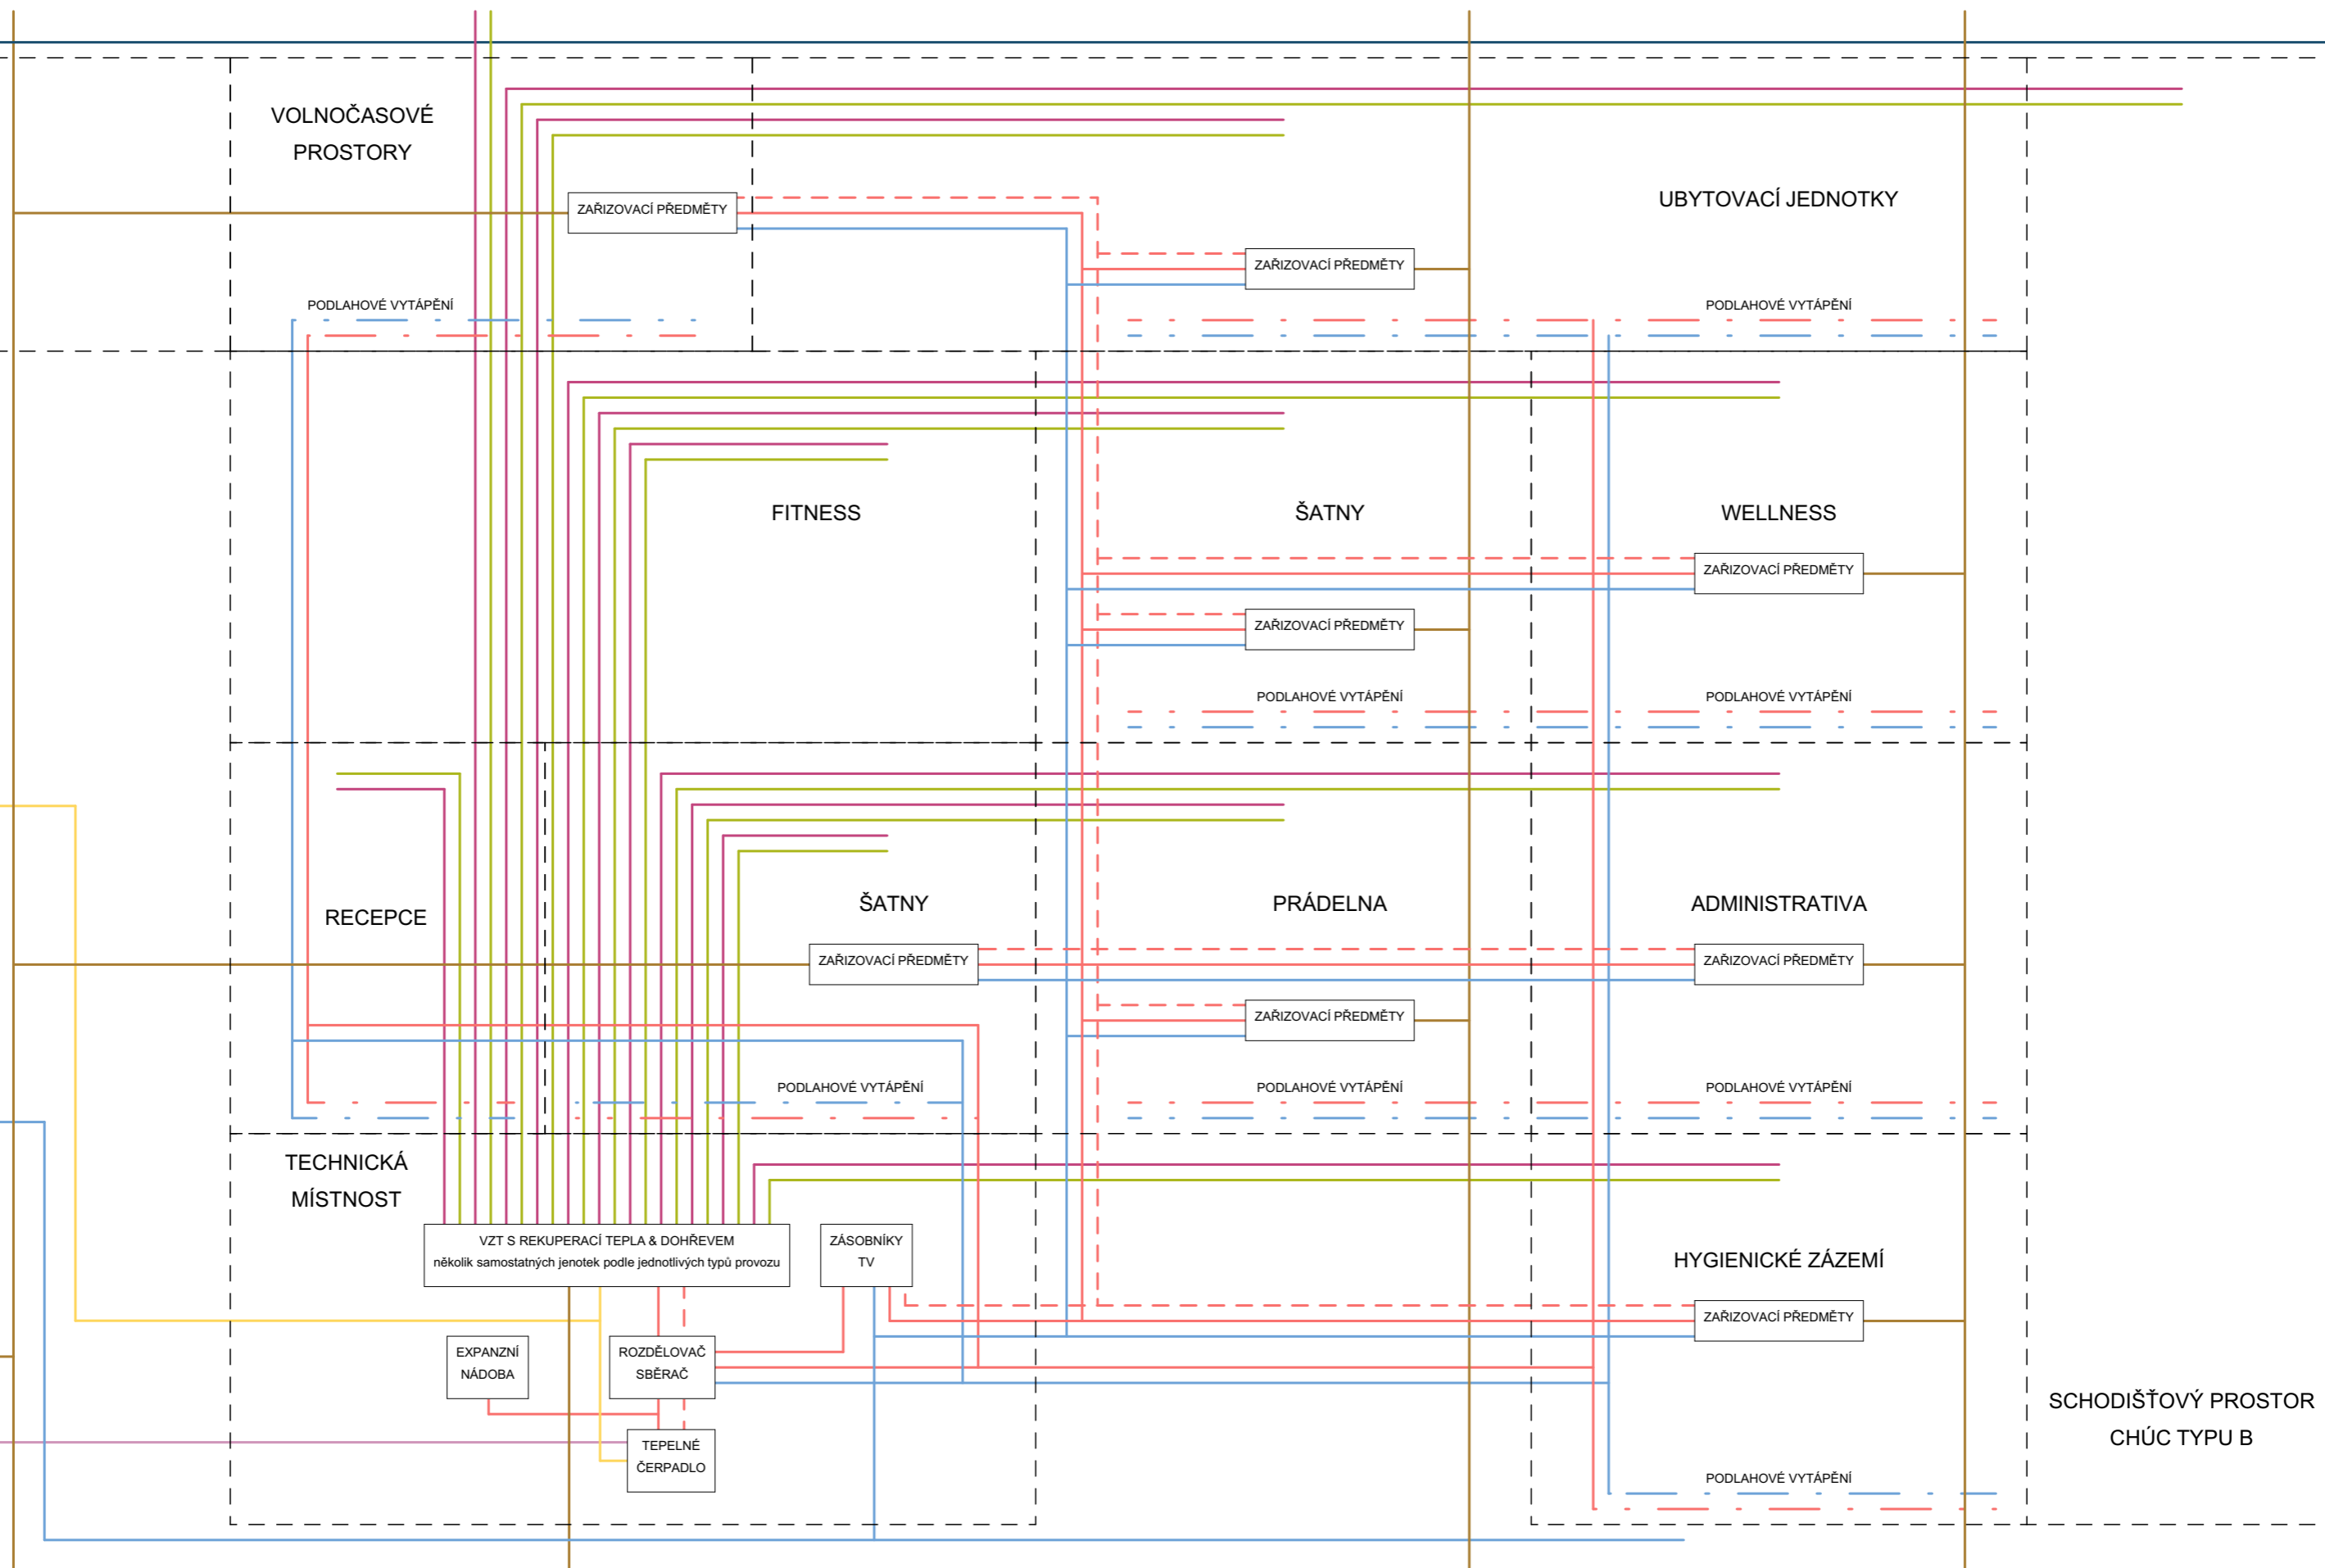 VOLNOČASOVÉ
PROSTORY
UBYTOVACÍ JEDNOTKY
ZAŘIZOVACÍ PŘEDMĚTY
ZAŘIZOVACÍ PŘEDMĚTY
PODLAHOVÉ VYTÁPĚNÍ
PODLAHOVÉ VYTÁPĚNÍ
FITNESS
ŠATNY
WELLNESS
ZAŘIZOVACÍ PŘEDMĚTY
ZAŘIZOVACÍ PŘEDMĚTY
PODLAHOVÉ VYTÁPĚNÍ
PODLAHOVÉ VYTÁPĚNÍ
RECEPCE
ŠATNY
PRÁDELNA
ADMINISTRATIVA
ZAŘIZOVACÍ PŘEDMĚTY
ZAŘIZOVACÍ PŘEDMĚTY
ZAŘIZOVACÍ PŘEDMĚTY
PODLAHOVÉ VYTÁPĚNÍ
PODLAHOVÉ VYTÁPĚNÍ
PODLAHOVÉ VYTÁPĚNÍ
TECHNICKÁ
MÍSTNOST
VZT S REKUPERACÍ TEPLA & DOHŘEVEM
několik samostatných jenotek podle jednotlivých typů provozu
ZÁSOBNÍKY
TV
HYGIENICKÉ ZÁZEMÍ
ZAŘIZOVACÍ PŘEDMĚTY
EXPANZNÍ
NÁDOBA
ROZDĚLOVAČ
SBĚRAČ
TEPELNÉ
ČERPADLO
SCHODIŠŤOVÝ PROSTOR
CHÚC TYPU B
PODLAHOVÉ VYTÁPĚNÍ